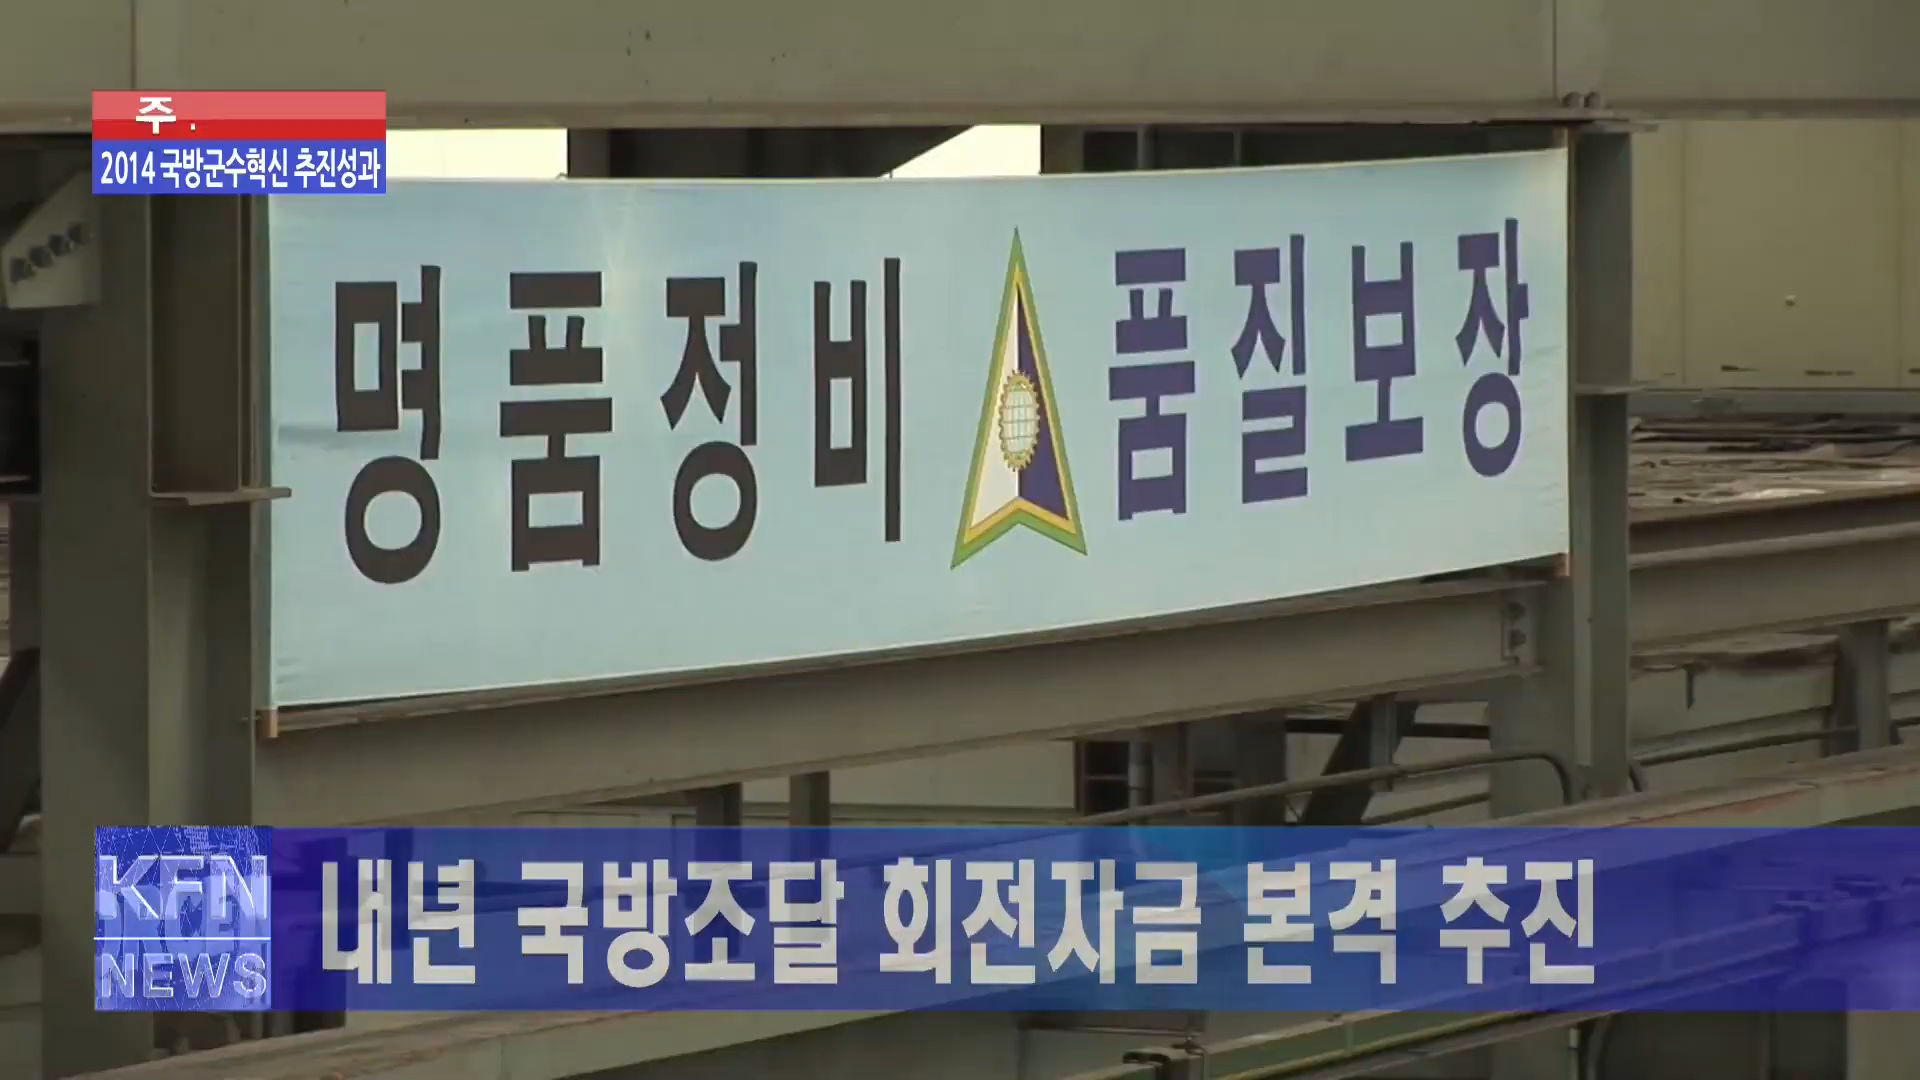 주.
2014 국방군수혁신 추진성과
명품정비 품질보장
KFN
NEWS
내년 국방조달 회전자금 본격 추진